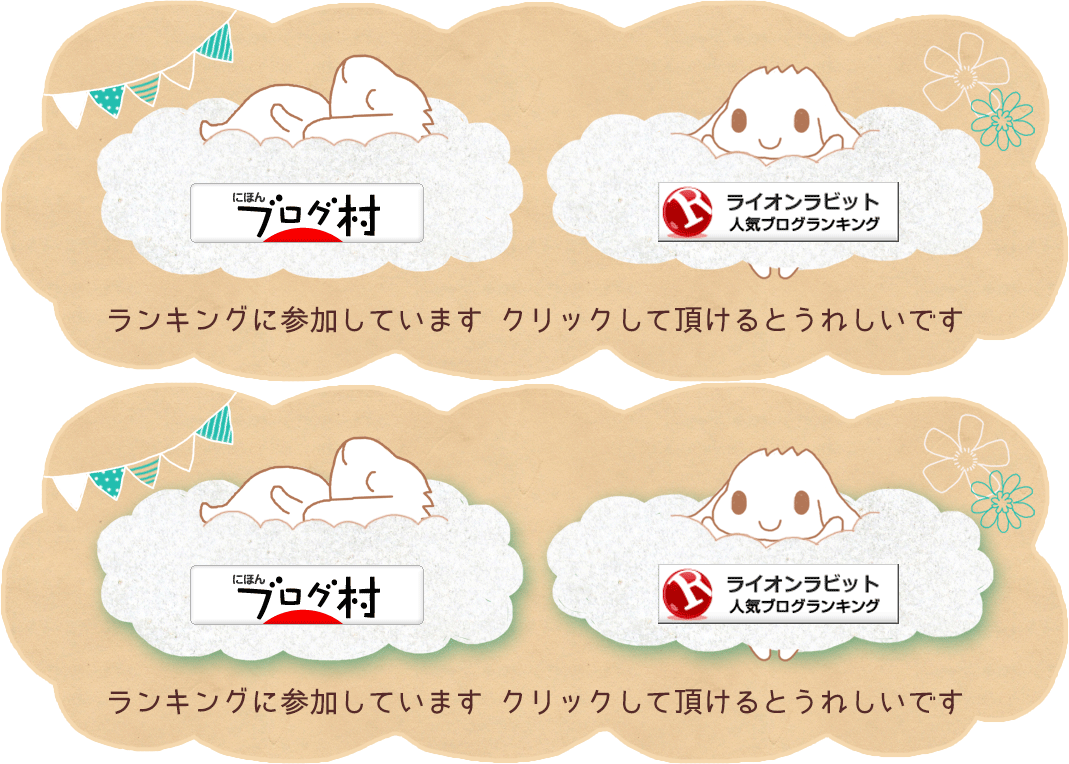 にほん
ブログ村
R
ライオンラビット
人気ブログランキング
ランキングに参加しています クリックして頂けるとうれしいです
にほん
ブログ村
R
ライオンラビット
人気ブログランキング
ランキングに参加しています クリックして頂けるとうれしいです